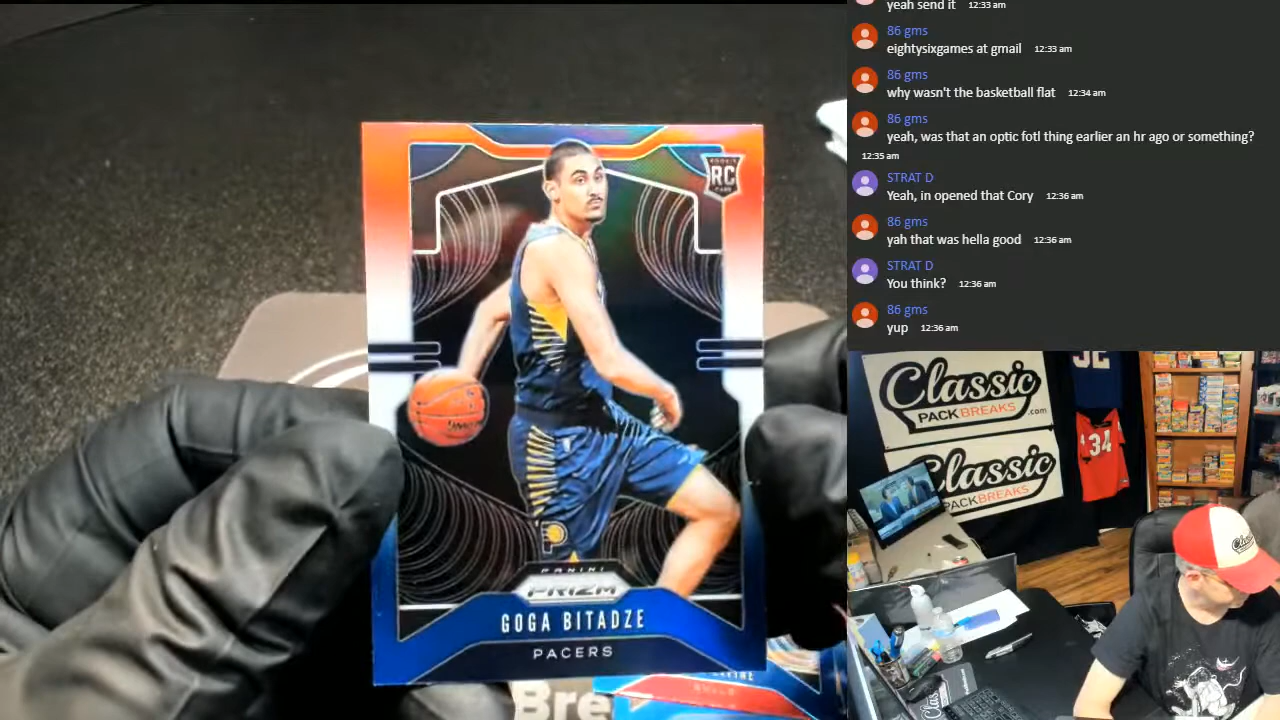 yeah send it 12:33 am
86 gms
eightysixgames at gmail 12:33 am
86 gms
why wasn't the basketball flat 12:34 am
86 gms
yeah, was that an optic fotl thing earlier an hr ago or something?
12:35 am
STRAT D
Yeah, in opened that Cory 12:36 am
86 gms
yah that was hella good 12:36 am
STRAT D
You think? 12:36 am
86 gms
yup 12:36 am
ROOKIE
RC
CARD
PANINI
PRIZM
GOGA BITADZE
PACERS
BULLS
Bre
Classic
PACKBREAKS.com
Classic
PACKBREAKS
34